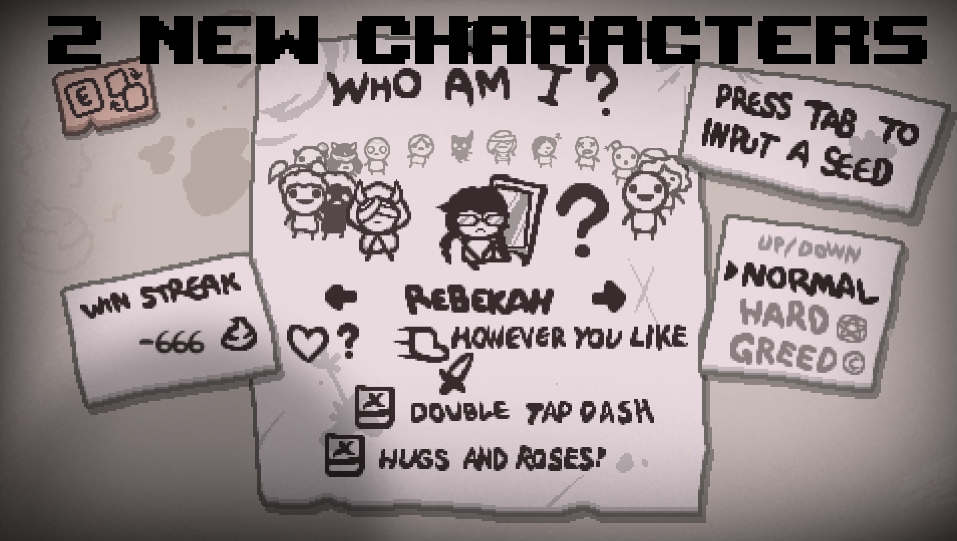 2 NEW CHARACTERS
WHO AM I?
PRESS TAB TO
INPUT A SEED
E
WIN STREAK
-666
?
REBEKAH
♥?
HOWEVER YOU LIKE
DOUBLE TAP DASH
HUGS AND ROSES!
UP/DOWN
NORMAL
HARD
GREED